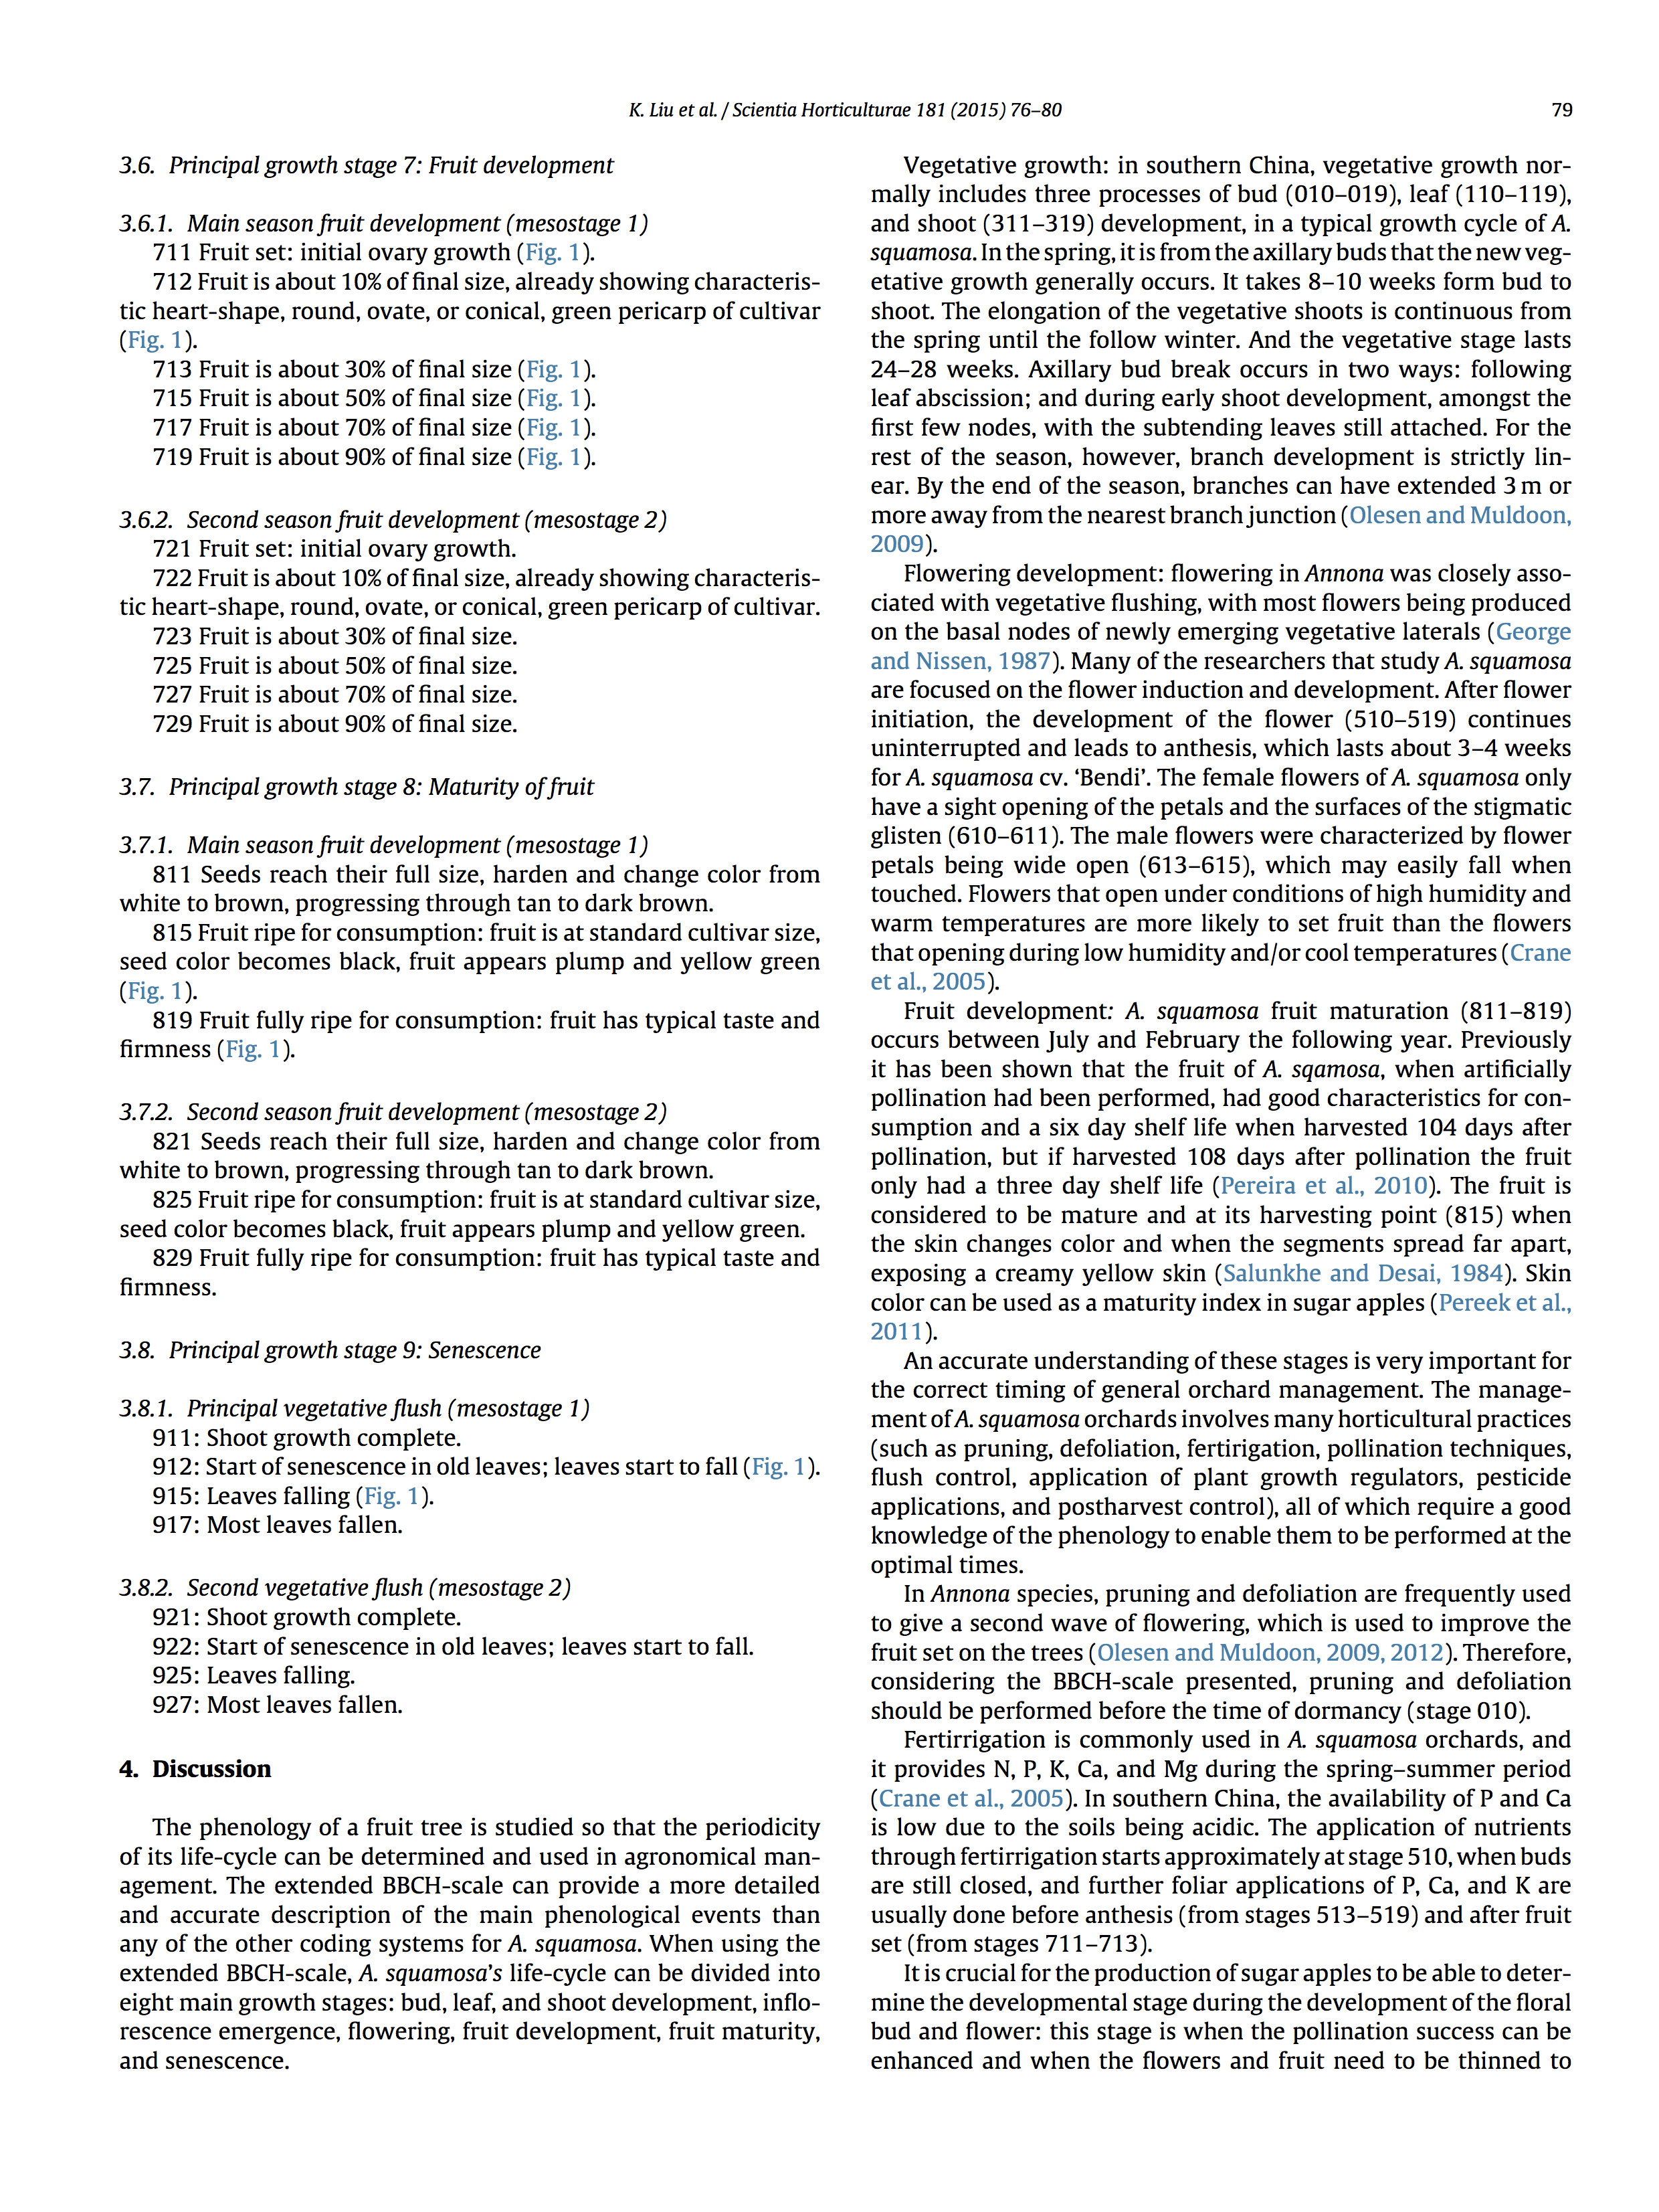 K. Liu et al. / Scientia Horticulturae 181 (2015) 76–80
79
3.6. Principal growth stage 7: Fruit development
3.6.1. Main season fruit development (mesostage 1)
711 Fruit set: initial ovary growth (Fig. 1).
712 Fruit is about 10% of final size, already showing characteris-
tic heart-shape, round, ovate, or conical, green pericarp of cultivar
(Fig. 1).
713 Fruit is about 30% of final size (Fig. 1).
715 Fruit is about 50% of final size (Fig. 1).
717 Fruit is about 70% of final size (Fig. 1).
719 Fruit is about 90% of final size (Fig. 1).
3.6.2. Second season fruit development (mesostage 2)
721 Fruit set: initial ovary growth.
722 Fruit is about 10% of final size, already showing characteris-
tic heart-shape, round, ovate, or conical, green pericarp of cultivar.
723 Fruit is about 30% of final size.
725 Fruit is about 50% of final size.
727 Fruit is about 70% of final size.
729 Fruit is about 90% of final size.
3.7. Principal growth stage 8: Maturity of fruit
3.7.1. Main season fruit development (mesostage 1)
811 Seeds reach their full size, harden and change color from
white to brown, progressing through tan to dark brown.
815 Fruit ripe for consumption: fruit is at standard cultivar size,
seed color becomes black, fruit appears plump and yellow green
(Fig. 1).
819 Fruit fully ripe for consumption: fruit has typical taste and
firmness (Fig. 1).
3.7.2. Second season fruit development (mesostage 2)
821 Seeds reach their full size, harden and change color from
white to brown, progressing through tan to dark brown.
825 Fruit ripe for consumption: fruit is at standard cultivar size,
seed color becomes black, fruit appears plump and yellow green.
829 Fruit fully ripe for consumption: fruit has typical taste and
firmness.
3.8. Principal growth stage 9: Senescence
3.8.1. Principal vegetative flush (mesostage 1)
911: Shoot growth complete.
912: Start of senescence in old leaves; leaves start to fall (Fig. 1).
915: Leaves falling (Fig. 1).
917: Most leaves fallen.
3.8.2. Second vegetative flush (mesostage 2)
921: Shoot growth complete.
922: Start of senescence in old leaves; leaves start to fall.
925: Leaves falling.
927: Most leaves fallen.
4. Discussion
The phenology of a fruit tree is studied so that the periodicity
of its life-cycle can be determined and used in agronomical man-
agement. The extended BBCH-scale can provide a more detailed
and accurate description of the main phenological events than
any of the other coding systems for A. squamosa. When using the
extended BBCH-scale, A. squamosa's life-cycle can be divided into
eight main growth stages: bud, leaf, and shoot development, inflo-
rescence emergence, flowering, fruit development, fruit maturity,
and senescence.
Vegetative growth: in southern China, vegetative growth nor-
mally includes three processes of bud (010–019), leaf (110–119),
and shoot (311–319) development, in a typical growth cycle of A.
squamosa. In the spring, it is from the axillary buds that the new veg-
etative growth generally occurs. It takes 8–10 weeks form bud to
shoot. The elongation of the vegetative shoots is continuous from
the spring until the follow winter. And the vegetative stage lasts
24–28 weeks. Axillary bud break occurs in two ways: following
leaf abscission; and during early shoot development, amongst the
first few nodes, with the subtending leaves still attached. For the
rest of the season, however, branch development is strictly lin-
ear. By the end of the season, branches can have extended 3 m or
more away from the nearest branch junction (Olesen and Muldoon,
2009).
Flowering development: flowering in Annona was closely asso-
ciated with vegetative flushing, with most flowers being produced
on the basal nodes of newly emerging vegetative laterals (George
and Nissen, 1987). Many of the researchers that study A. squamosa
are focused on the flower induction and development. After flower
initiation, the development of the flower (510–519) continues
uninterrupted and leads to anthesis, which lasts about 3–4 weeks
for A. squamosa cv. 'Bendi'. The female flowers of A. squamosa only
have a sight opening of the petals and the surfaces of the stigmatic
glisten (610–611). The male flowers were characterized by flower
petals being wide open (613–615), which may easily fall when
touched. Flowers that open under conditions of high humidity and
warm temperatures are more likely to set fruit than the flowers
that opening during low humidity and/or cool temperatures (Crane
et al., 2005).
Fruit development: A. squamosa fruit maturation (811–819)
occurs between July and February the following year. Previously
it has been shown that the fruit of A. sqamosa, when artificially
pollination had been performed, had good characteristics for con-
sumption and a six day shelf life when harvested 104 days after
pollination, but if harvested 108 days after pollination the fruit
only had a three day shelf life (Pereira et al., 2010). The fruit is
considered to be mature and at its harvesting point (815) when
the skin changes color and when the segments spread far apart,
exposing a creamy yellow skin (Salunkhe and Desai, 1984). Skin
color can be used as a maturity index in sugar apples (Pereek et al.,
2011).
An accurate understanding of these stages is very important for
the correct timing of general orchard management. The manage-
ment of A. squamosa orchards involves many horticultural practices
(such as pruning, defoliation, fertirigation, pollination techniques,
flush control, application of plant growth regulators, pesticide
applications, and postharvest control), all of which require a good
knowledge of the phenology to enable them to be performed at the
optimal times.
In Annona species, pruning and defoliation are frequently used
to give a second wave of flowering, which is used to improve the
fruit set on the trees (Olesen and Muldoon, 2009, 2012). Therefore,
considering the BBCH-scale presented, pruning and defoliation
should be performed before the time of dormancy (stage 010).
Fertirrigation is commonly used in A. squamosa orchards, and
it provides N, P, K, Ca, and Mg during the spring–summer period
(Crane et al., 2005). In southern China, the availability of P and Ca
is low due to the soils being acidic. The application of nutrients
through fertirrigation starts approximately at stage 510, when buds
are still closed, and further foliar applications of P, Ca, and K are
usually done before anthesis (from stages 513–519) and after fruit
set (from stages 711–713).
It is crucial for the production of sugar apples to be able to deter-
mine the developmental stage during the development of the floral
bud and flower: this stage is when the pollination success can be
enhanced and when the flowers and fruit need to be thinned to